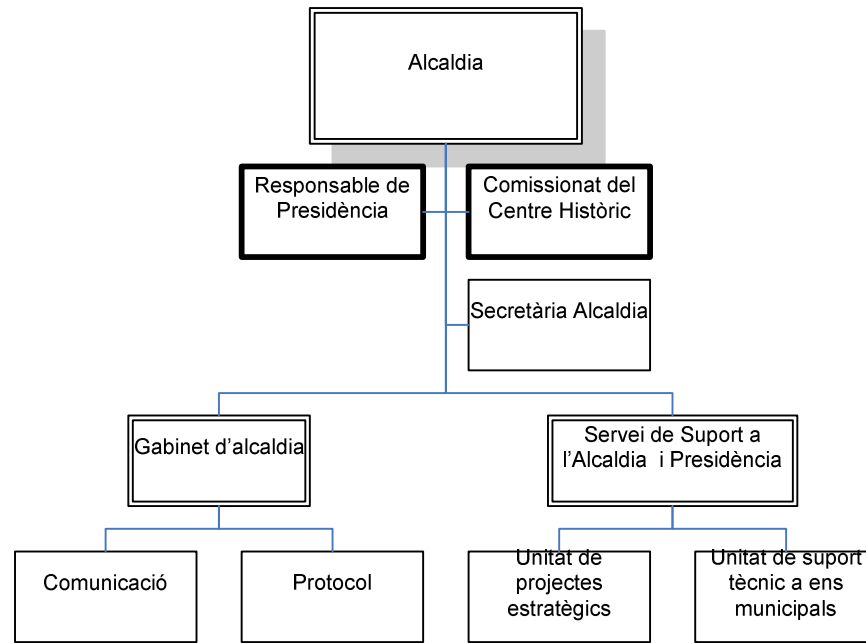 Alcaldia
Responsable de
Presidència
Comissionat del
Centre Històric
Secretària Alcaldia
Gabinet d'alcaldia
Servei de Suport a
l'Alcaldia  i Presidència
Comunicació
Protocol
Unitat de
projectes
estratègics
Unitat de suport
tècnic a ens
municipals